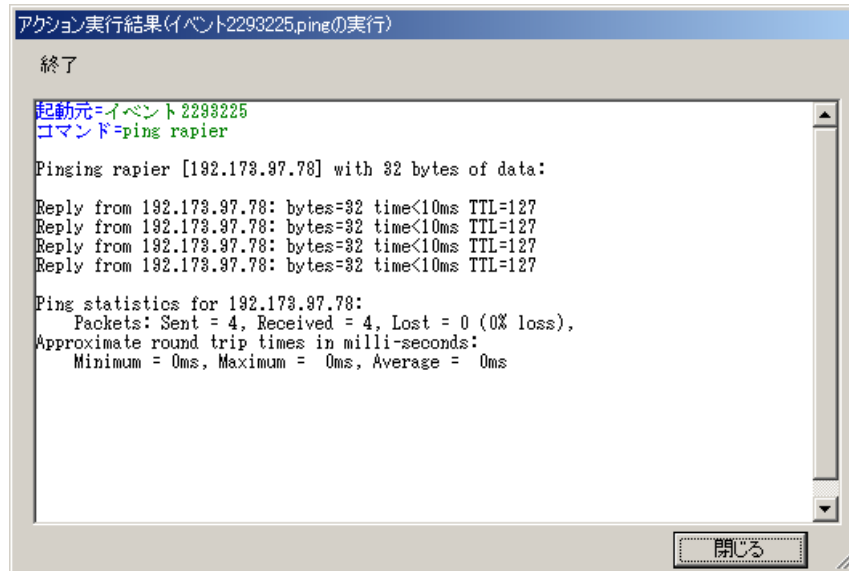 アクション実行結果(イベント2293225,pingの実行)
終了
起動元=イベント2293225
コマンド=ping rapier
Pinging rapier [192.173.97.78] with 32 bytes of data:
Reply from 192.173.97.78: bytes=32 time<10ms TTL=127
Reply from 192.173.97.78: bytes=32 time<10ms TTL=127
Reply from 192.173.97.78: bytes=32 time<10ms TTL=127
Reply from 192.173.97.78: bytes=32 time<10ms TTL=127
Ping statistics for 192.173.97.78:
Packets: Sent = 4, Received = 4, Lost = 0 (0% loss),
Approximate round trip times in milli-seconds:
Minimum = 0ms, Maximum =  0ms, Average =  0ms
閉じる